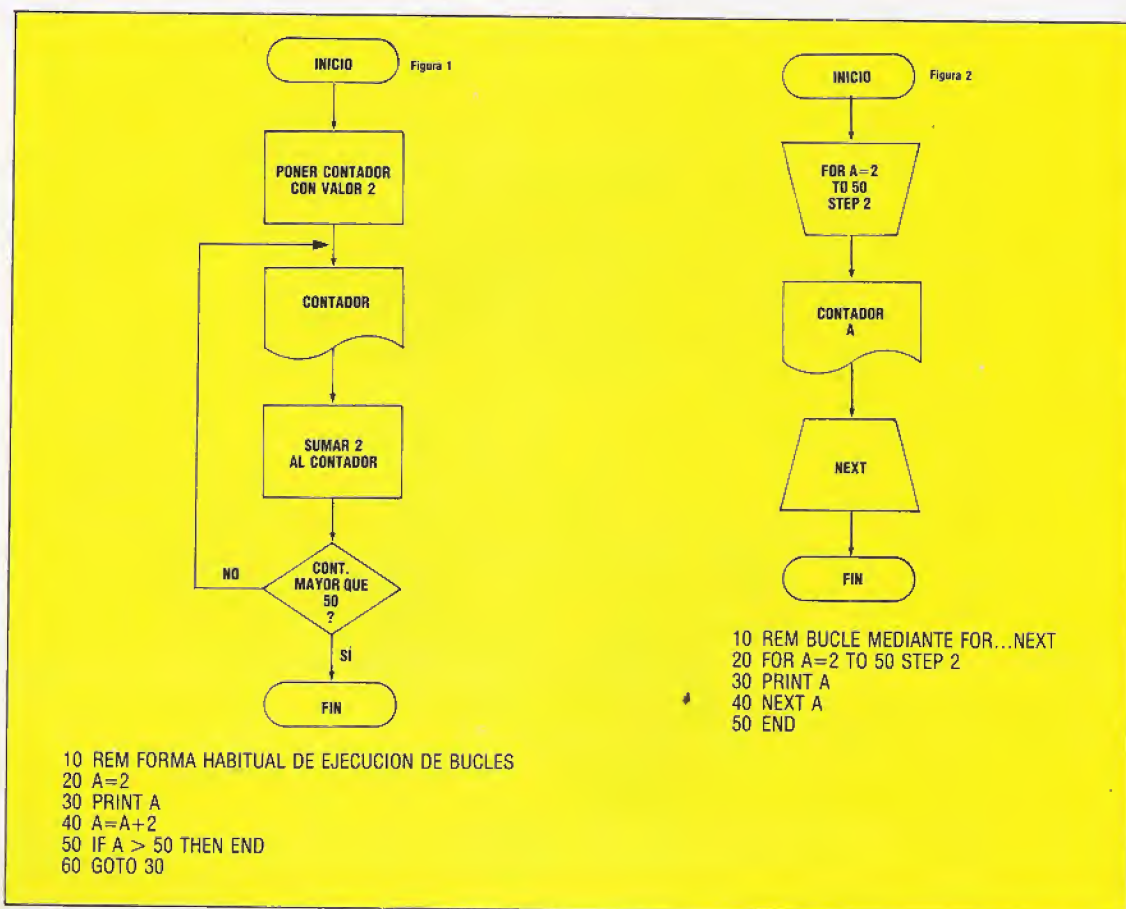 INICIO
Figura 1
PONER CONTADOR
CON VALOR 2
CONTADOR
SUMAR 2
AL CONTADOR
CONT.
MAYOR QUE
50
?
NO
SÍ
FIN
10 REM FORMA HABITUAL DE EJECUCION DE BUCLES
20 A=2
30 PRINT A
40 A=A+2
50 IF A > 50 THEN END
60 GOTO 30
INICIO
Figura 2
FOR A=2
TO 50
STEP 2
CONTADOR
A
NEXT
FIN
10 REM BUCLE MEDIANTE FOR...NEXT
20 FOR A=2 TO 50 STEP 2
30 PRINT A
40 NEXT A
50 END